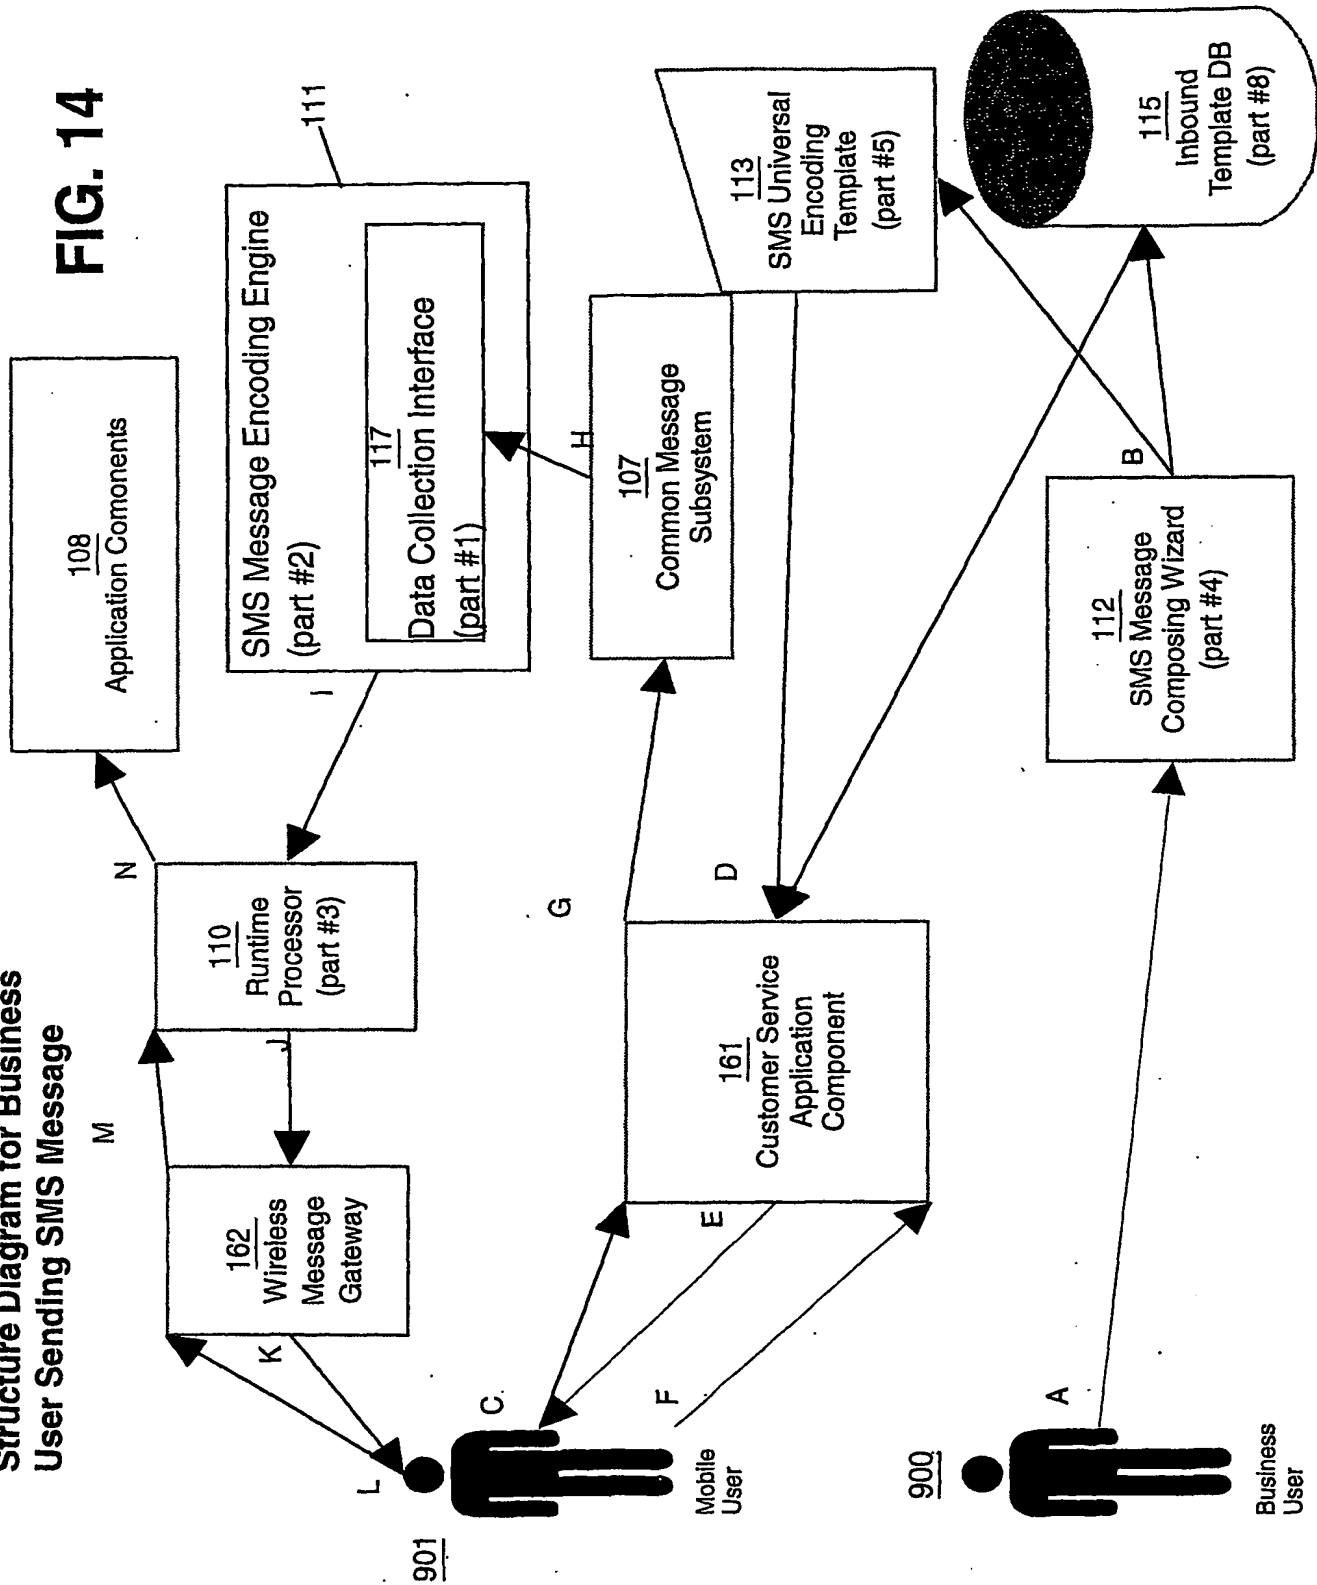 Structure Diagram for Business
User Sending SMS Message
FIG. 14
108
Application Comonents
111
SMS Message Encoding Engine
(part #2)
117
Data Collection Interface
(part #1)
N
I
M
110
Runtime
Processor
(part #3)
J
162
Wireless
Message
Gateway
K
L
H
107
Common Message
Subsystem
113
SMS Universal
Encoding
Template
(part #5)
G
D
161
Customer Service
Application
Component
E
C
F
901
Mobile
User
115
Inbound
Template DB
(part #8)
B
112
SMS Message
Composing Wizard
(part #4)
A
900
Business
User